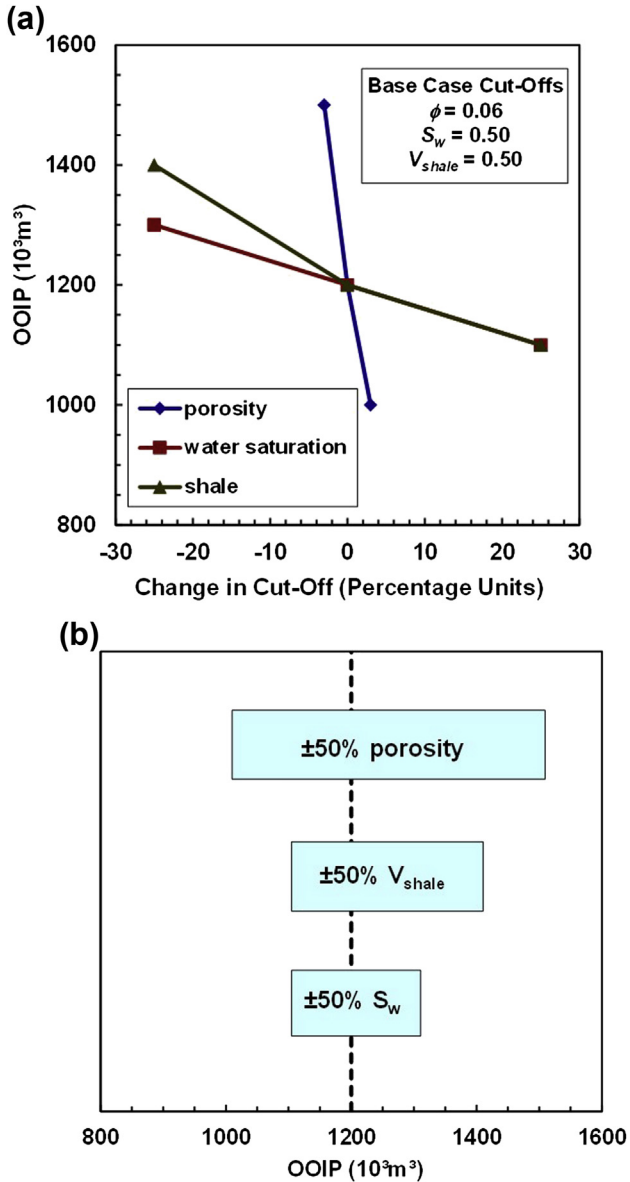 (a)
1600
1400
1200
1000
800
OOIP (10³m³)
Base Case Cut-Offs
ϕ = 0.06
Sw = 0.50
Vshale = 0.50
porosity
water saturation
shale
-30 -20 -10 0 10 20 30
Change in Cut-Off (Percentage Units)
(b)
±50% porosity
±50% Vshale
±50% Sw
800 1000 1200 1400 1600
OOIP (10³m³)